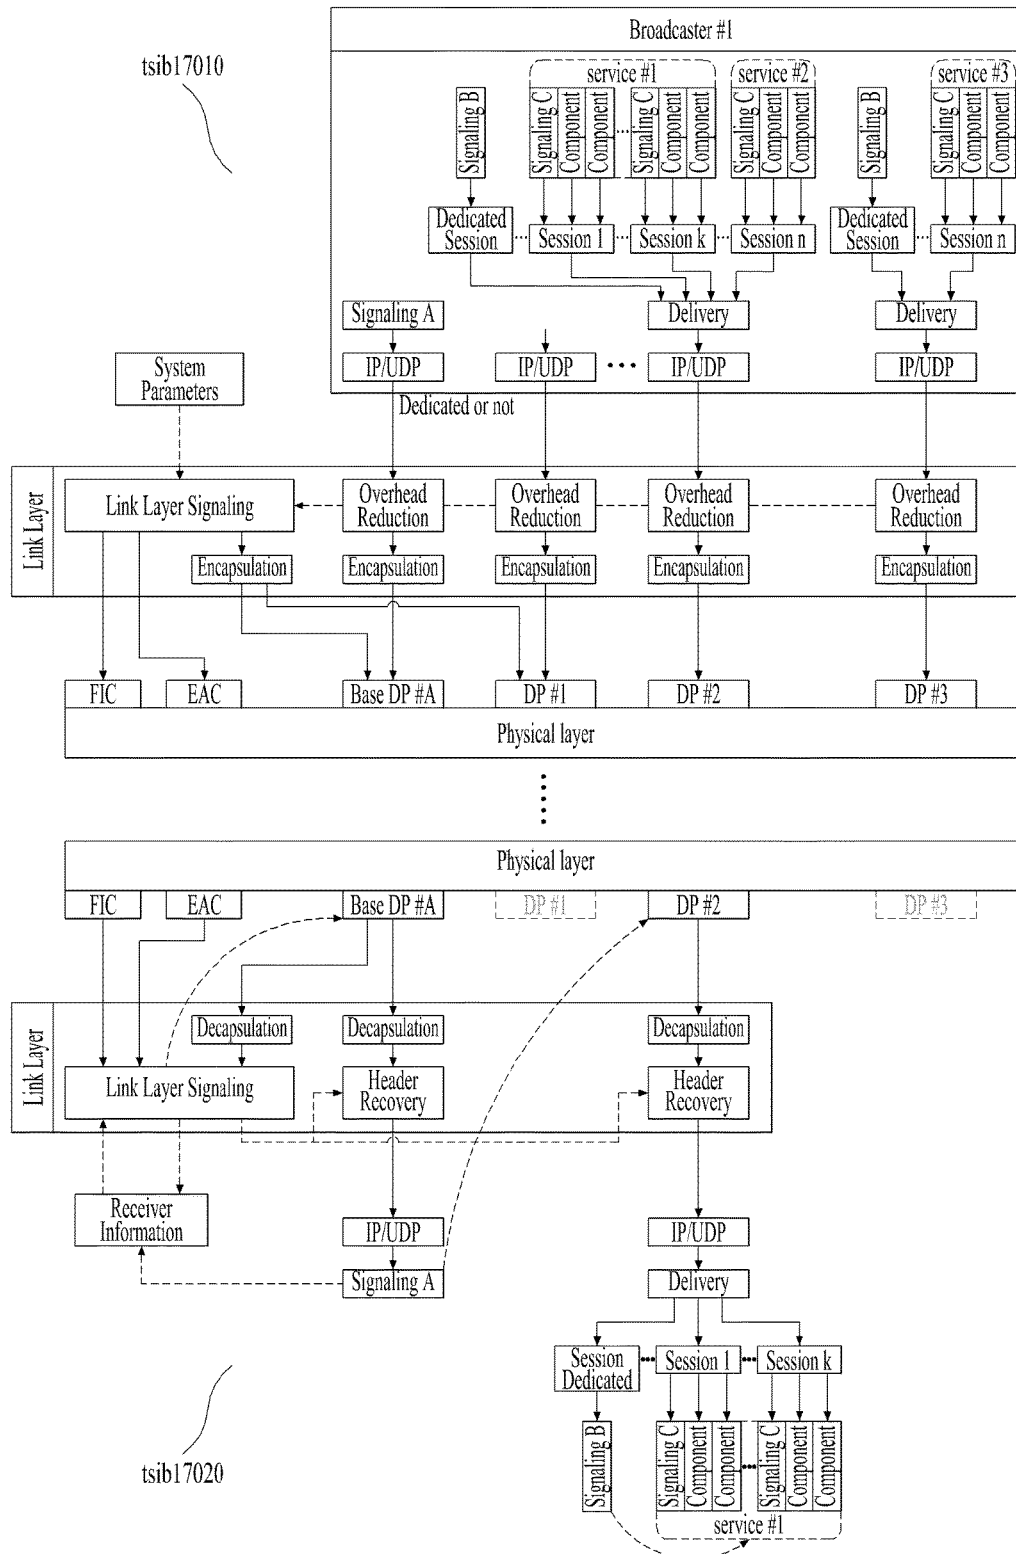 Broadcaster #1
tsib17010
service #1
service #2
service #3
Signaling B
Signaling C
Component
Component
...
Signaling C
Component
Component
Signaling C
Component
Component
Signaling B
Signaling C
Component
Component
Dedicated
Session
...
Session 1
...
Session k
...
Session n
Dedicated
Session
...
Session n
Signaling A
Delivery
Delivery
System
Parameters
IP/UDP
IP/UDP
...
IP/UDP
IP/UDP
Dedicated or not
Link Layer
Link Layer Signaling
Overhead
Reduction
Overhead
Reduction
Overhead
Reduction
Overhead
Reduction
Encapsulation
Encapsulation
Encapsulation
Encapsulation
Encapsulation
FIC
EAC
Base DP #A
DP #1
DP #2
DP #3
Physical layer
Physical layer
FIC
EAC
Base DP #A
DP #1
DP #2
DP #3
Link Layer
Decapsulation
Decapsulation
Decapsulation
Link Layer Signaling
Header
Recovery
Header
Recovery
Receiver
Information
IP/UDP
IP/UDP
Signaling A
Delivery
Session
Dedicated
...
Session 1
...
Session k
tsib17020
Signaling B
Signaling C
Component
Component
...
Signaling C
Component
Component
service #1